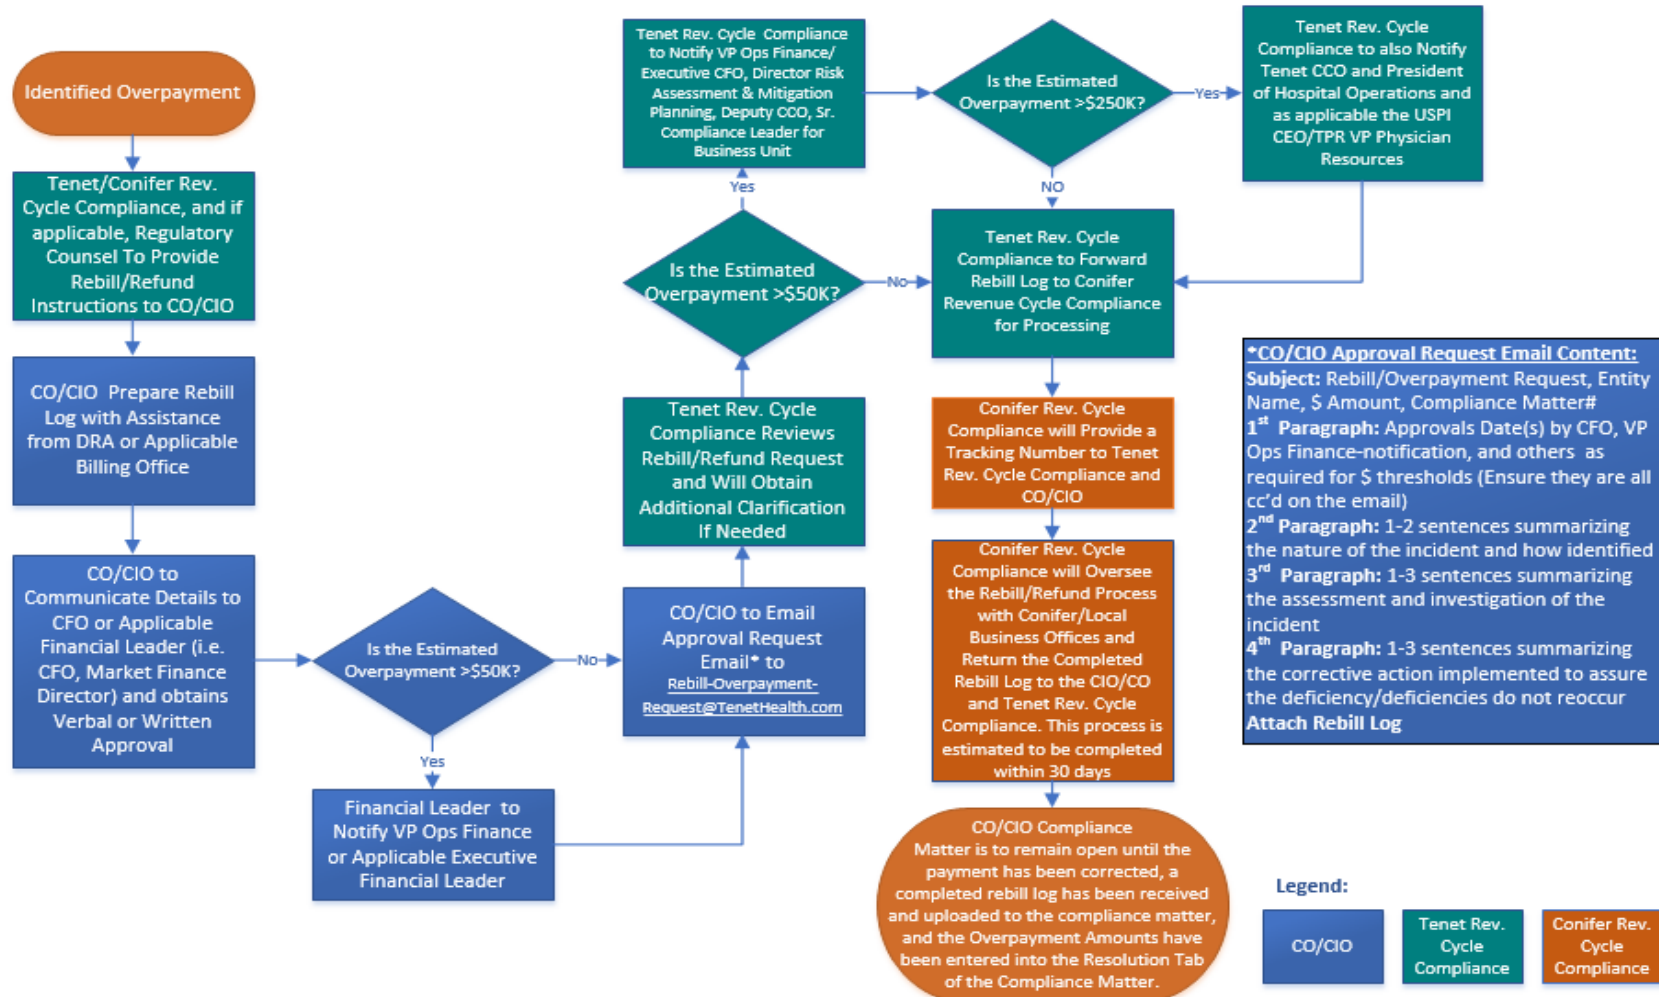 Identified Overpayment
Tenet/Conifer Rev.
Cycle Compliance, and if
applicable, Regulatory
Counsel To Provide
Rebill/Refund
Instructions to CO/CIO
CO/CIO  Prepare Rebill
Log with Assistance
from DRA or Applicable
Billing Office
CO/CIO to
Communicate Details to
CFO or Applicable
Financial Leader (i.e.
CFO, Market Finance
Director) and obtains
Verbal or Written
Approval
Is the Estimated
Overpayment >$50K?
Yes
No
Financial Leader  to
Notify VP Ops Finance
or Applicable Executive
Financial Leader
CO/CIO to Email
Approval Request
Email* to
Rebill-Overpayment-
Request@TenetHealth.com
Tenet Rev. Cycle
Compliance Reviews
Rebill/Refund Request
and Will Obtain
Additional Clarification
If Needed
Is the Estimated
Overpayment >$50K?
Yes
No
Tenet Rev. Cycle  Compliance
to Notify VP Ops Finance/
Executive CFO, Director Risk
Assessment & Mitigation
Planning, Deputy CCO, Sr.
Compliance Leader for
Business Unit
Is the Estimated
Overpayment >$250K?
Yes
NO
Tenet Rev. Cycle
Compliance to also Notify
Tenet CCO and President
of Hospital Operations and
as applicable the USPI
CEO/TPR VP Physician
Resources
Tenet Rev. Cycle
Compliance to Forward
Rebill Log to Conifer
Revenue Cycle Compliance
for Processing
Conifer Rev. Cycle
Compliance will Provide a
Tracking Number to Tenet
Rev. Cycle Compliance and
CO/CIO
Conifer Rev. Cycle
Compliance will Oversee
the Rebill/Refund Process
with Conifer/Local
Business Offices and
Return the Completed
Rebill Log to the CIO/CO
and Tenet Rev. Cycle
Compliance. This process is
estimated to be completed
within 30 days
CO/CIO Compliance
Matter is to remain open until the
payment has been corrected, a
completed rebill log has been received
and uploaded to the compliance matter,
and the Overpayment Amounts have
been entered into the Resolution Tab
of the Compliance Matter.
*CO/CIO Approval Request Email Content:
Subject: Rebill/Overpayment Request, Entity
Name, $ Amount, Compliance Matter#
1st  Paragraph: Approvals Date(s) by CFO, VP
Ops Finance-notification, and others  as
required for $ thresholds (Ensure they are all
cc'd on the email)
2nd Paragraph: 1-2 sentences summarizing
the nature of the incident and how identified
3rd  Paragraph: 1-3 sentences summarizing
the assessment and investigation of the
incident
4th  Paragraph: 1-3 sentences summarizing
the corrective action implemented to assure
the deficiency/deficiencies do not reoccur
Attach Rebill Log
Legend:
CO/CIO
Tenet Rev.
Cycle
Compliance
Conifer Rev.
Cycle
Compliance